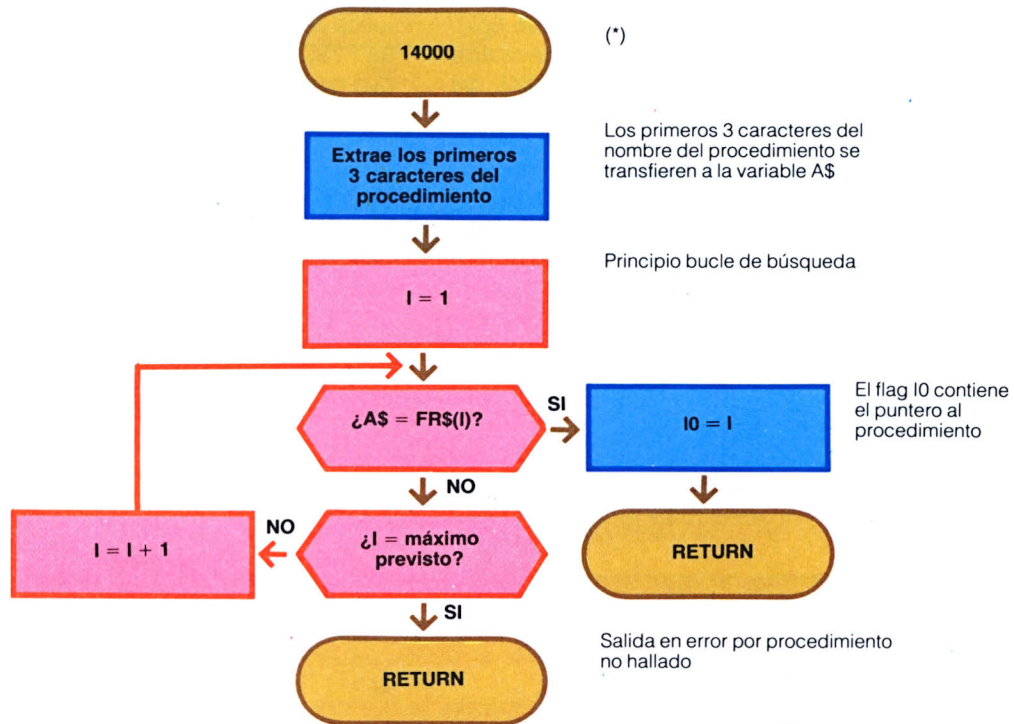 14000
(*)
Extrae los primeros
3 caracteres del
procedimiento
Los primeros 3 caracteres del
nombre del procedimiento se
transfieren a la variable A$
I = 1
Principio bucle de búsqueda
¿A$ = FR$(I)?
SI
I0 = I
El flag I0 contiene
el puntero al
procedimiento
NO
RETURN
¿I = máximo
previsto?
NO
I = I + 1
SI
RETURN
Salida en error por procedimiento
no hallado